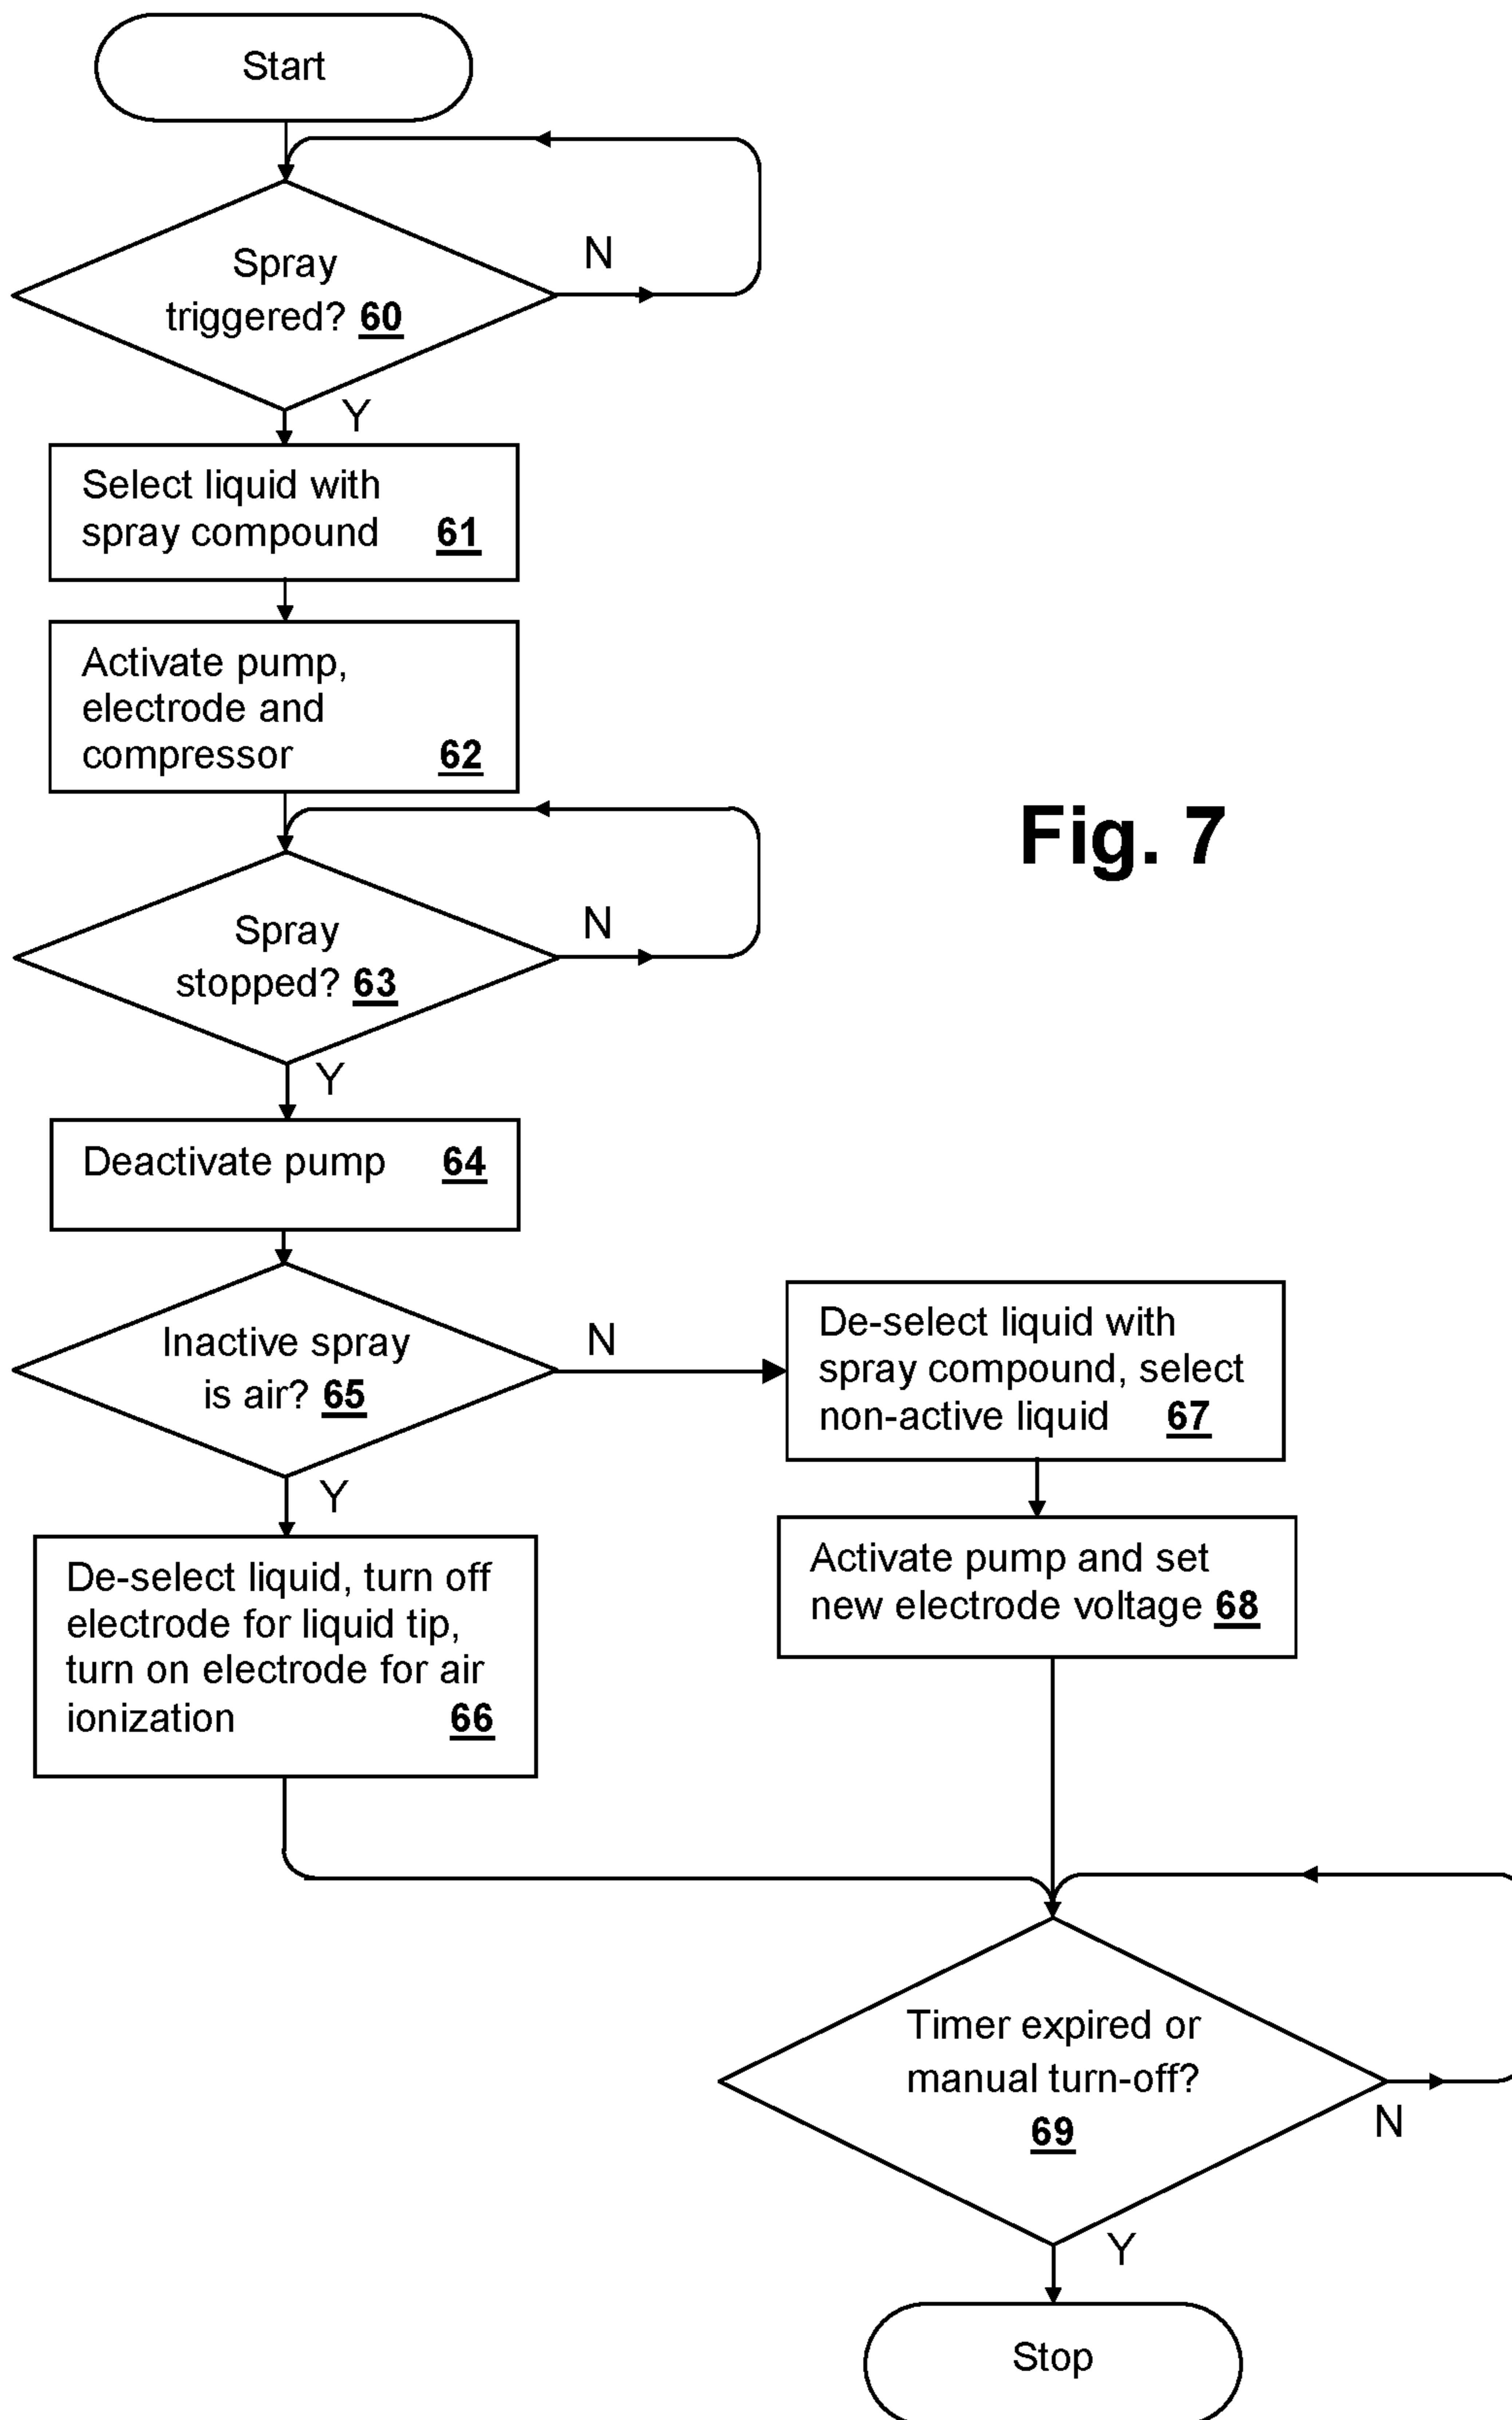 Start
N
Spray
triggered? 60
Y
Select liquid with
spray compound 61
Activate pump,
electrode and
compressor 62
Fig. 7
N
Spray
stopped? 63
Y
Deactivate pump 64
Inactive spray
is air? 65
N
De-select liquid with
spray compound, select
non-active liquid 67
Y
De-select liquid, turn off
electrode for liquid tip,
turn on electrode for air
ionization 66
Activate pump and set
new electrode voltage 68
Timer expired or
manual turn-off?
69
N
Y
Stop